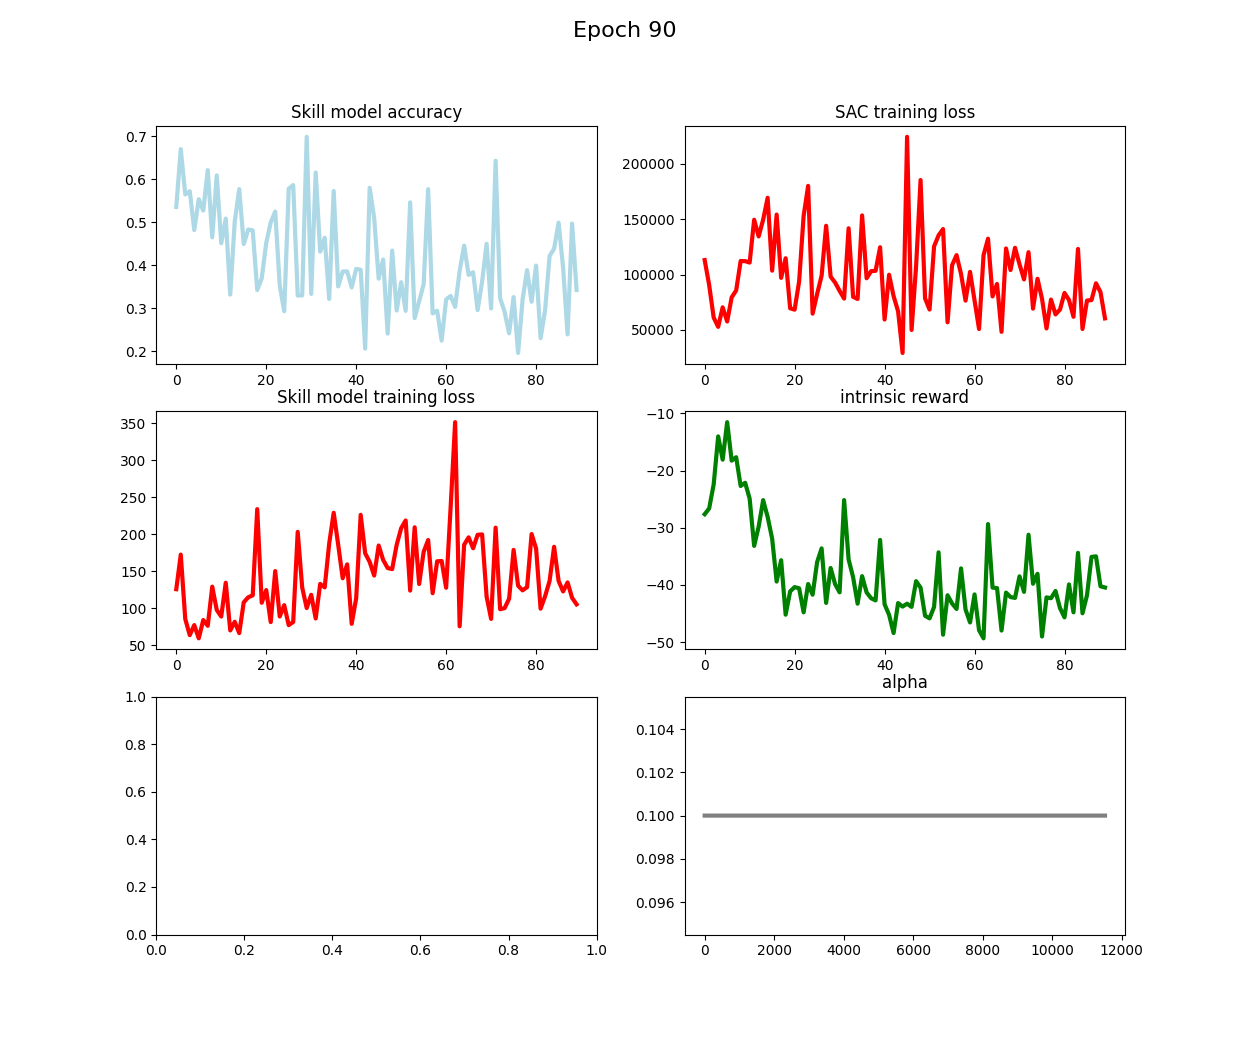 Epoch 90
Skill model accuracy
0.7
0.6
0.5
0.4
0.3
0.2
0 20 40 60 80
SAC training loss
200000
150000
100000
50000
0 20 40 60 80
Skill model training loss
350
300
250
200
150
100
50
0 20 40 60 80
intrinsic reward
−10
−20
−30
−40
−50
0 20 40 60 80
1.0
0.8
0.6
0.4
0.2
0.0
0.0 0.2 0.4 0.6 0.8 1.0
alpha
0.104
0.102
0.100
0.098
0.096
0 2000 4000 6000 8000 10000 12000